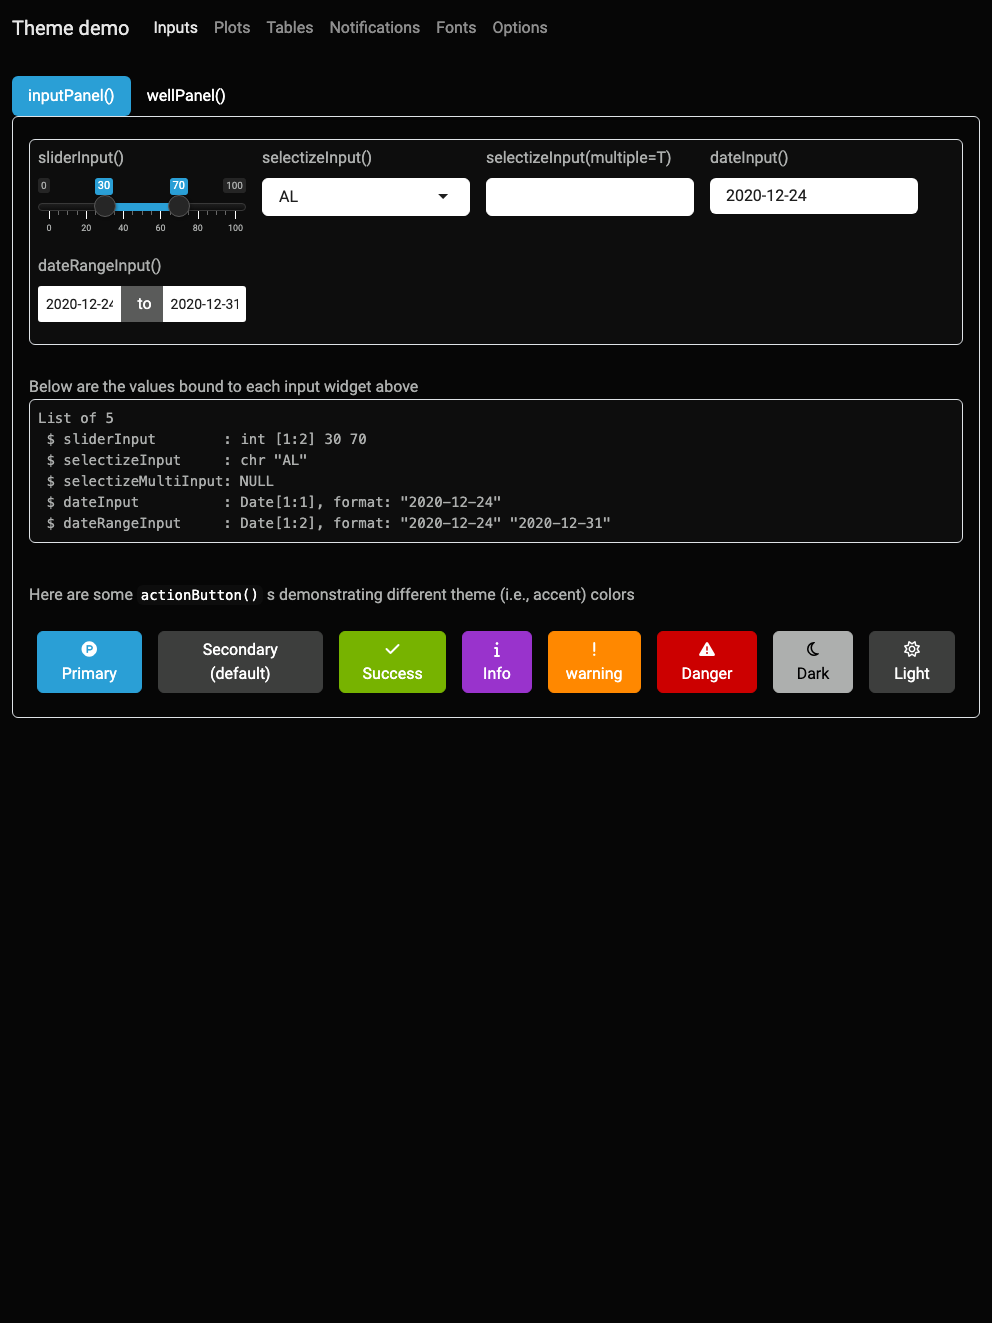 Theme demo Inputs Plots Tables Notifications Fonts Options
inputPanel() wellPanel()
sliderInput() selectizeInput() selectizeInput(multiple=T) dateInput()
0 30 70 100
AL 2020-12-24
0 20 40 60 80 100
dateRangeInput()
2020-12-24 to 2020-12-31
Below are the values bound to each input widget above
List of 5
$ sliderInput : int [1:2] 30 70
$ selectizeInput : chr "AL"
$ selectizeMultiInput: NULL
$ dateInput : Date[1:1], format: "2020-12-24"
$ dateRangeInput : Date[1:2], format: "2020-12-24" "2020-12-31"
Here are some actionButton() s demonstrating different theme (i.e., accent) colors
Primary
Secondary
(default)
Success
Info
warning
Danger
Dark
Light